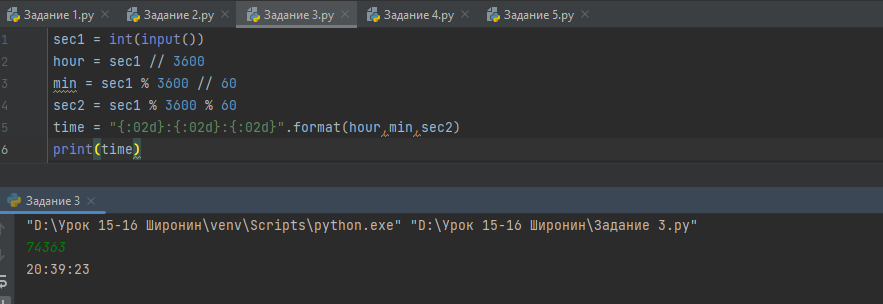 Задание 1.py Задание 2.py Задание 3.py Задание 4.py Задание 5.py
1 sec1 = int(input())
2 hour = sec1 // 3600
3 min = sec1 % 3600 // 60
4 sec2 = sec1 % 3600 % 60
5 time = "{:02d}:{:02d}:{:02d}".format(hour,min,sec2)
6 print(time)
Задание 3
"D:\Урок 15-16 Широнин\venv\Scripts\python.exe" "D:\Урок 15-16 Широнин\Задание 3.py"
74363
20:39:23